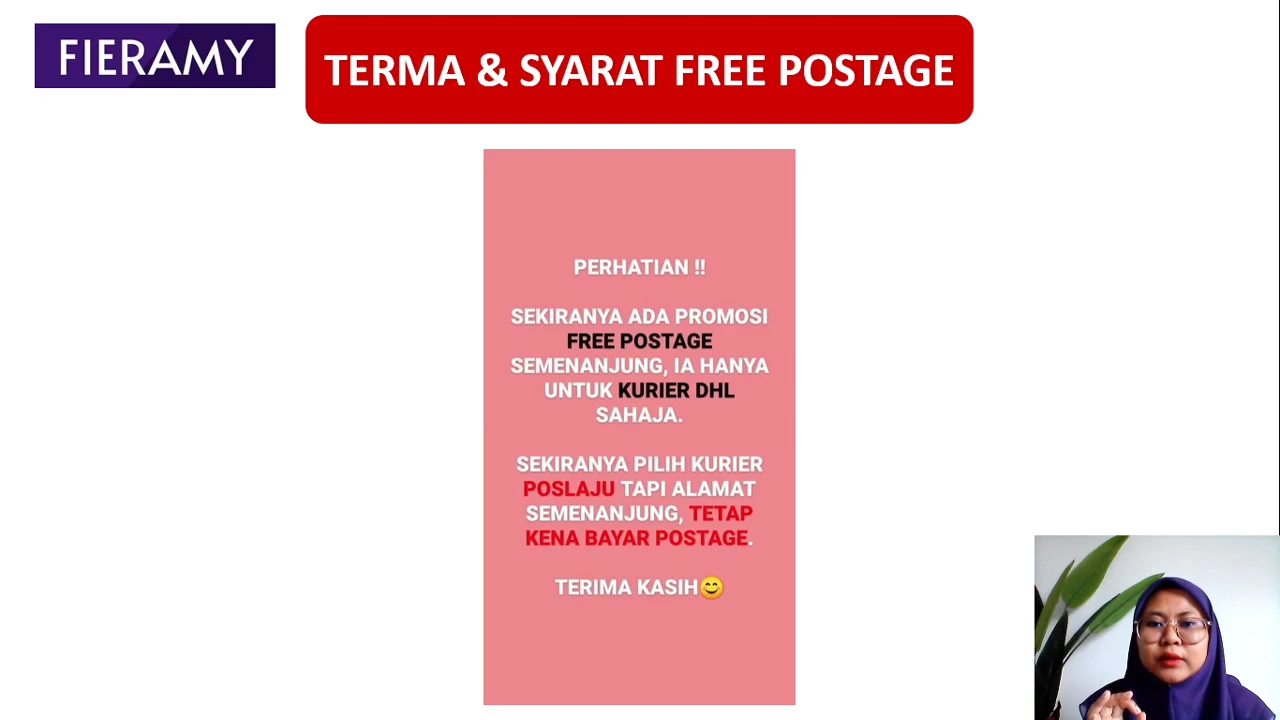 FIERAMY
TERMA & SYARAT FREE POSTAGE
PERHATIAN !!
SEKIRANYA ADA PROMOSI
FREE POSTAGE
SEMENANJUNG, IA HANYA
UNTUK KURIER DHL
SAHAJA.
SEKIRANYA PILIH KURIER
POSLAJU TAPI ALAMAT
SEMENANJUNG, TETAP
KENA BAYAR POSTAGE.
TERIMA KASIH😊